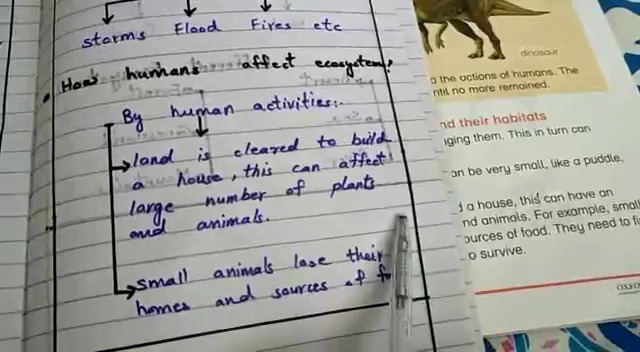 storms Flood Fires etc
How humans affect ecosystem?
By human activities:-
land is cleared to build
a house, this can affect
large number of plants
and animals.
small animals lose their
homes and sources of
dinosaur
the actions of humans. The
ntil no more remained.
nd their habitats
ging them. This in turn can
an be very small, like a puddle,
d a house, this can have an
nd animals. For example, small
ources of food. They need to fi
o survive.
OXFO